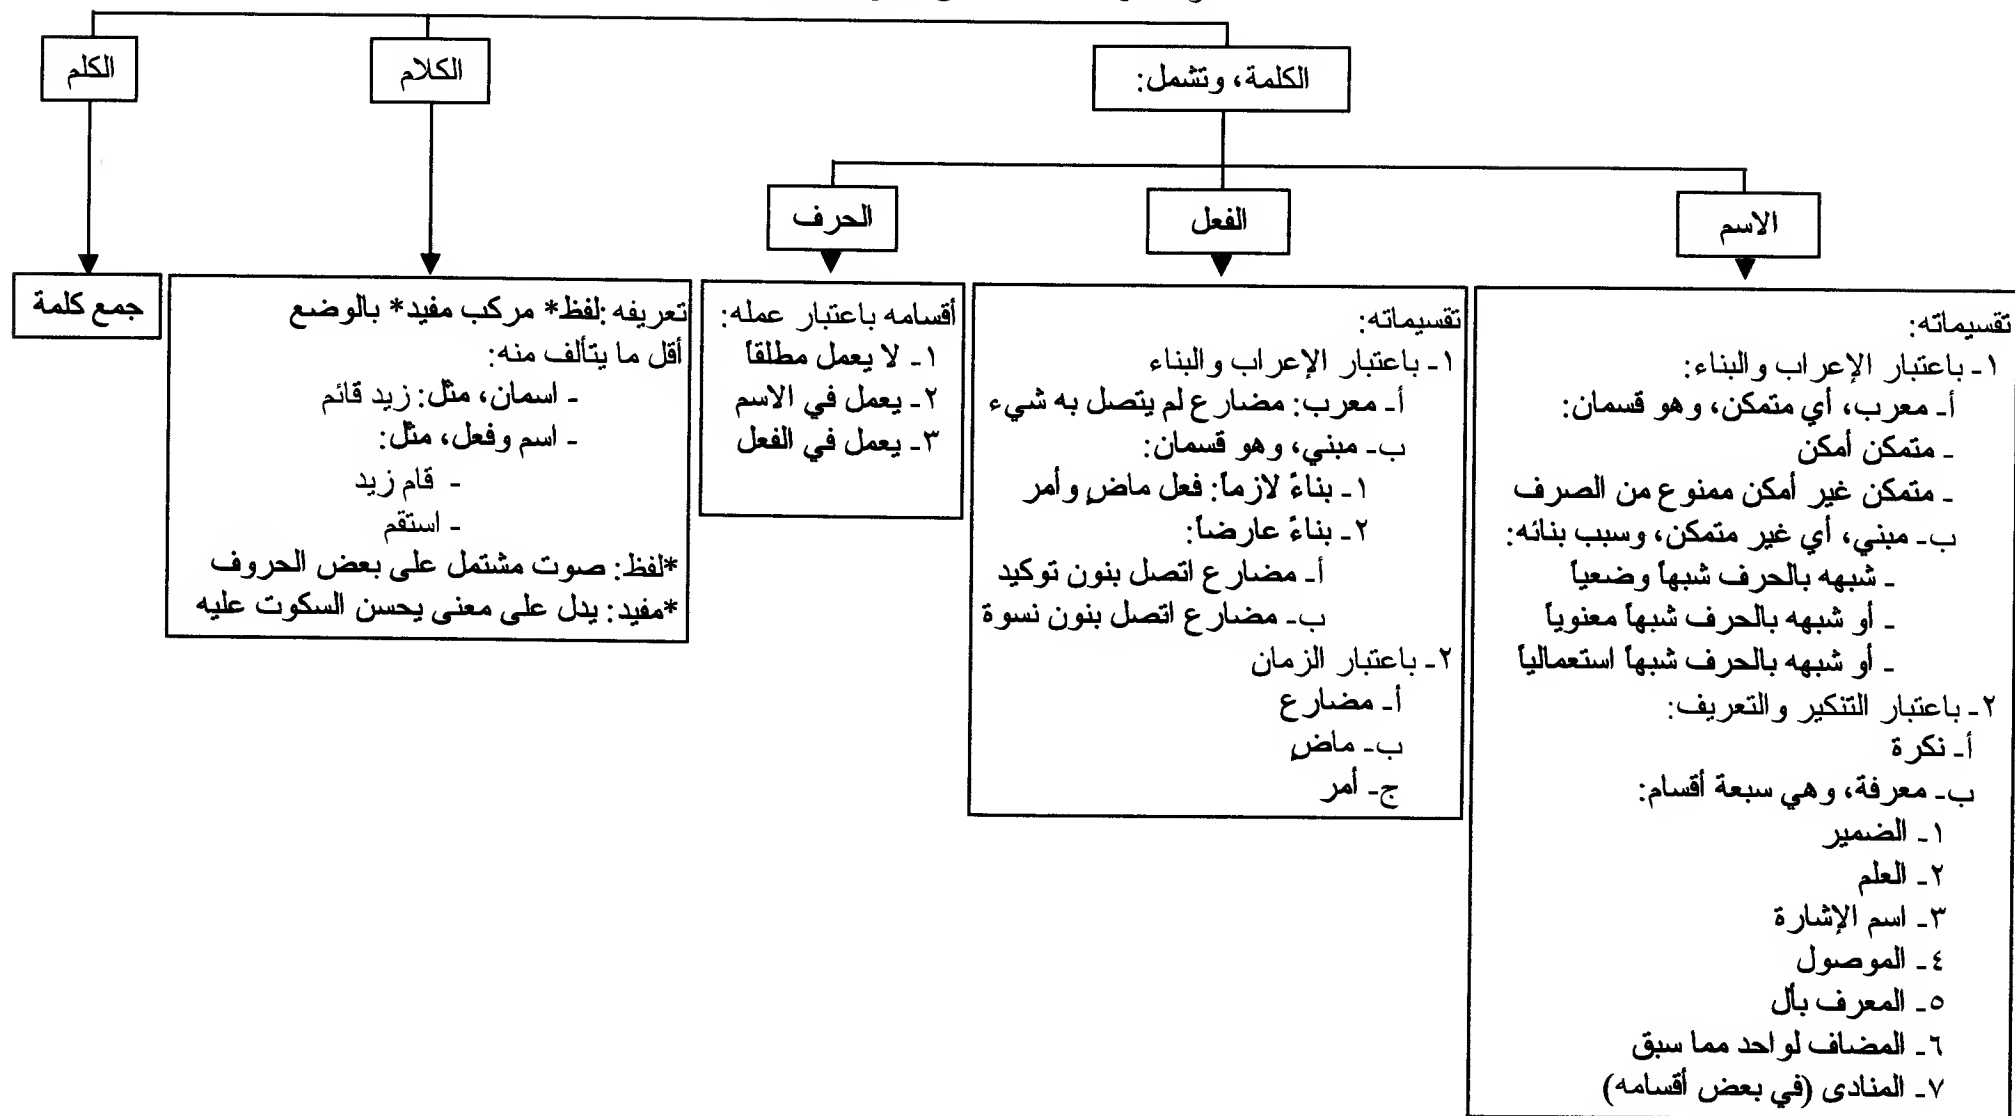 الكلمة، وتشمل:
الكلام
الكلم
الاسم
الفعل
الحرف
تقسيماته:
١- باعتبار الإعراب والبناء:
أ- معرب، أي متمكن، وهو قسمان:
- متمكن أمكن
- متمكن غير أمكن ممنوع من الصرف
ب- مبني، أي غير متمكن، وسبب بنائه:
- شبهه بالحرف شبهاً وضعياً
- أو شبهه بالحرف شبهاً معنوياً
- أو شبهه بالحرف شبهاً استعمالياً
٢- باعتبار التنكير والتعريف:
أ- نكرة
ب- معرفة، وهي سبعة أقسام:
١- الضمير
٢- العلم
٣- اسم الإشارة
٤- الموصول
٥- المعرف بأل
٦- المضاف لواحد مما سبق
٧- المنادى (في بعض أقسامه)
تقسيماته:
١- باعتبار الإعراب والبناء
أ- معرب: مضارع لم يتصل به شيء
ب- مبني، وهو قسمان:
١- بناءً لازماً: فعل ماضٍ وأمر
٢- بناءً عارضاً:
أ- مضارع اتصل بنون توكيد
ب- مضارع اتصل بنون نسوة
٢- باعتبار الزمان
أ- مضارع
ب- ماضٍ
ج- أمر
أقسامه باعتبار عمله:
١- لا يعمل مطلقاً
٢- يعمل في الاسم
٣- يعمل في الفعل
تعريفه :لفظ* مركب مفيد* بالوضع
أقل ما يتألف منه:
- اسمان، مثل: زيد قائم
- اسم وفعل، مثل:
- قام زيد
- استقم
*لفظ: صوت مشتمل على بعض الحروف
*مفيد: يدل على معنى يحسن السكوت عليه
جمع كلمة